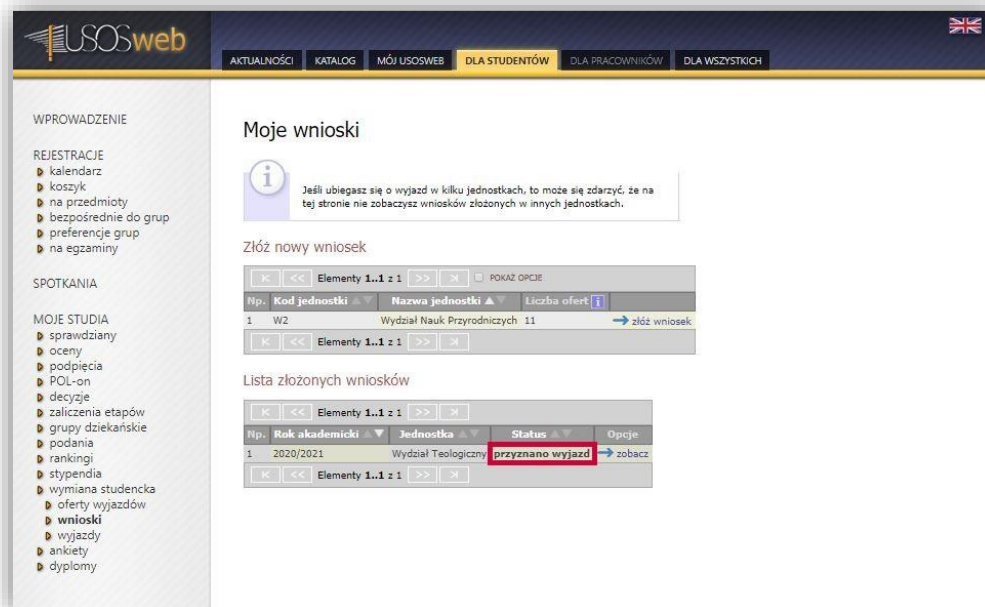 USOSweb
AKTUALNOŚCI KATALOG MÓJ USOSWEB DLA STUDENTÓW DLA PRACOWNIKÓW DLA WSZYSTKICH
WPROWADZENIE
REJESTRACJE
kalendarz
koszyk
na przedmioty
bezpośrednie do grup
preferencje grup
na egzaminy
SPOTKANIA
MOJE STUDIA
sprawdziany
oceny
podpięcia
POL-on
decyzje
zaliczenia etapów
grupy dziekańskie
podania
rankingi
stypendia
wymiana studencka
oferty wyjazdów
wnioski
wyjazdy
ankiety
dyplomy
Moje wnioski
i
Jeśli ubiegasz się o wyjazd w kilku jednostkach, to może się zdarzyć, że na
tej stronie nie zobaczysz wniosków złożonych w innych jednostkach.
Złóż nowy wniosek
K << Elementy 1..1 z 1 >> >| POKAŻ OPCJE
Np. Kod jednostki Nazwa jednostki Liczba ofert i
1 W2 Wydział Nauk Przyrodniczych 11 złóż wniosek
K << Elementy 1..1 z 1 >> >|
Lista złożonych wniosków
K << Elementy 1..1 z 1 >> >|
Np. Rok akademicki Jednostka Status Opcje
1 2020/2021 Wydział Teologiczny przyznano wyjazd zobacz
K << Elementy 1..1 z 1 >> >|